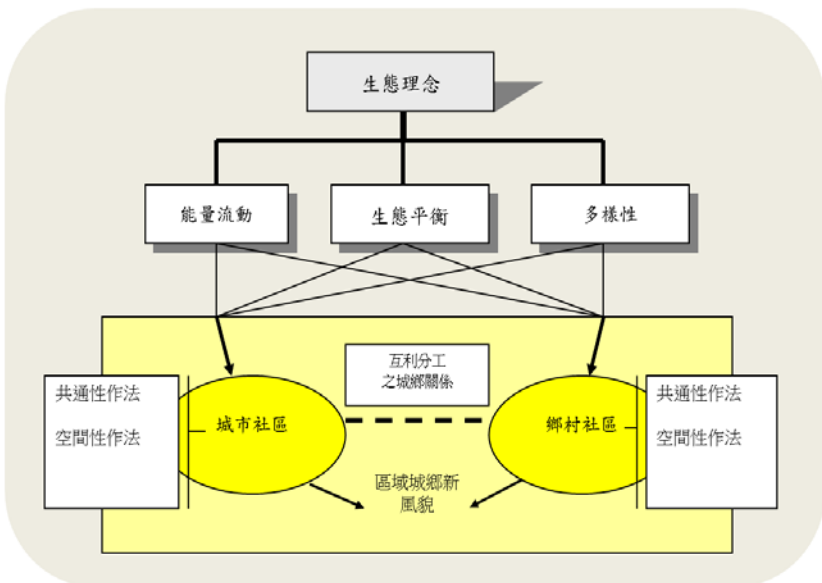 生態理念
能量流動
生態平衡
多樣性
互利分工
之城鄉關係
共通性作法
空間性作法
城市社區
鄉村社區
共通性作法
空間性作法
區域城鄉新
風貌